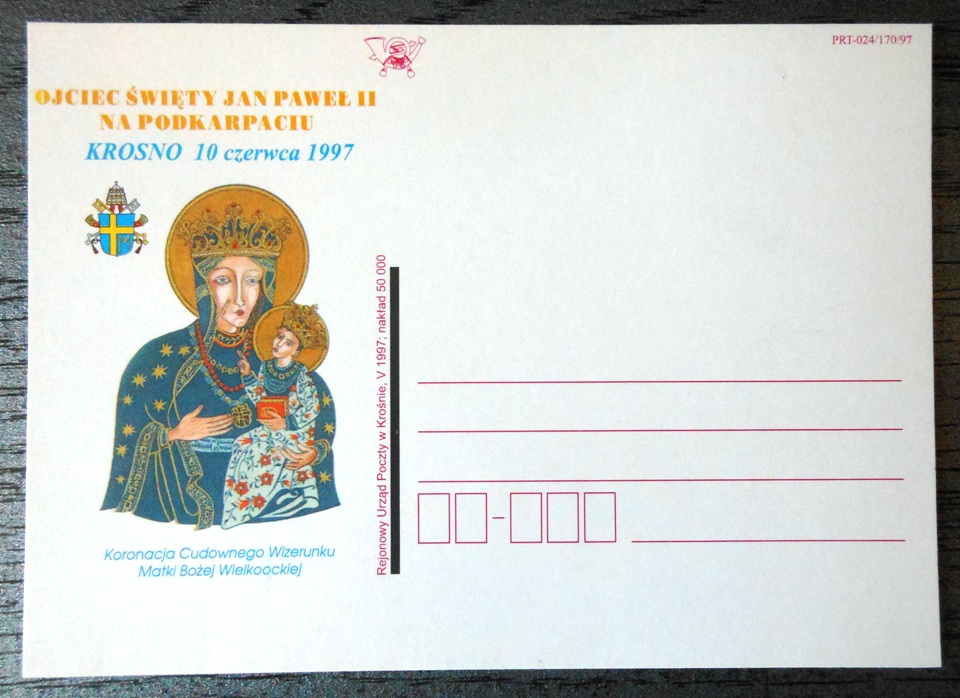 PRT-024/170/97
OJCIEC ŚWIĘTY JAN PAWEŁ II
NA PODKARPACIU
KROSNO 10 czerwca 1997
Koronacja Cudownego Wizerunku
Matki Bożej Wielkoockiej
Rejonowy Urząd Poczty w Krośnie, V 1997; nakład 50 000